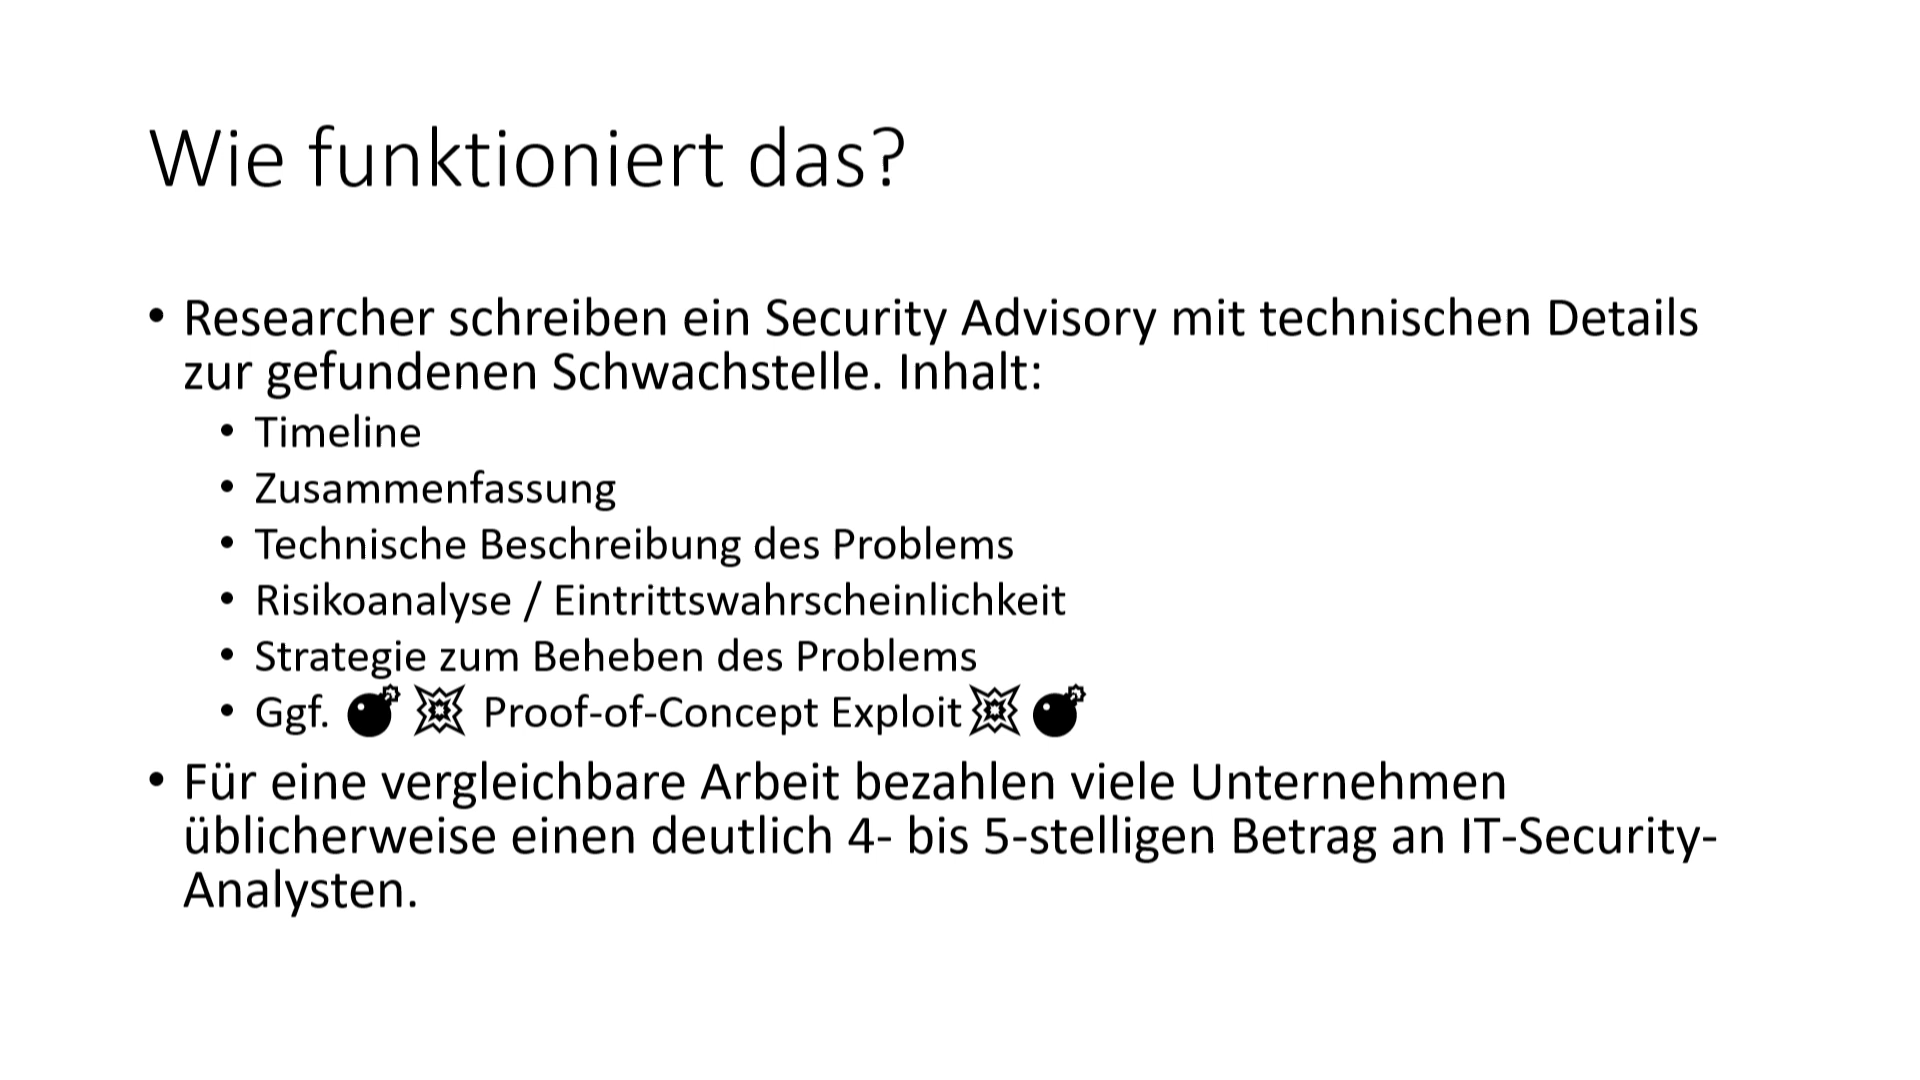 Wie funktioniert das?
• Researcher schreiben ein Security Advisory mit technischen Details
zur gefundenen Schwachstelle. Inhalt:
• Timeline
• Zusammenfassung
• Technische Beschreibung des Problems
• Risikoanalyse / Eintrittswahrscheinlichkeit
• Strategie zum Beheben des Problems
• Ggf. 💣 💥 Proof-of-Concept Exploit 💥 💣
• Für eine vergleichbare Arbeit bezahlen viele Unternehmen
üblicherweise einen deutlich 4- bis 5-stelligen Betrag an IT-Security-
Analysten.